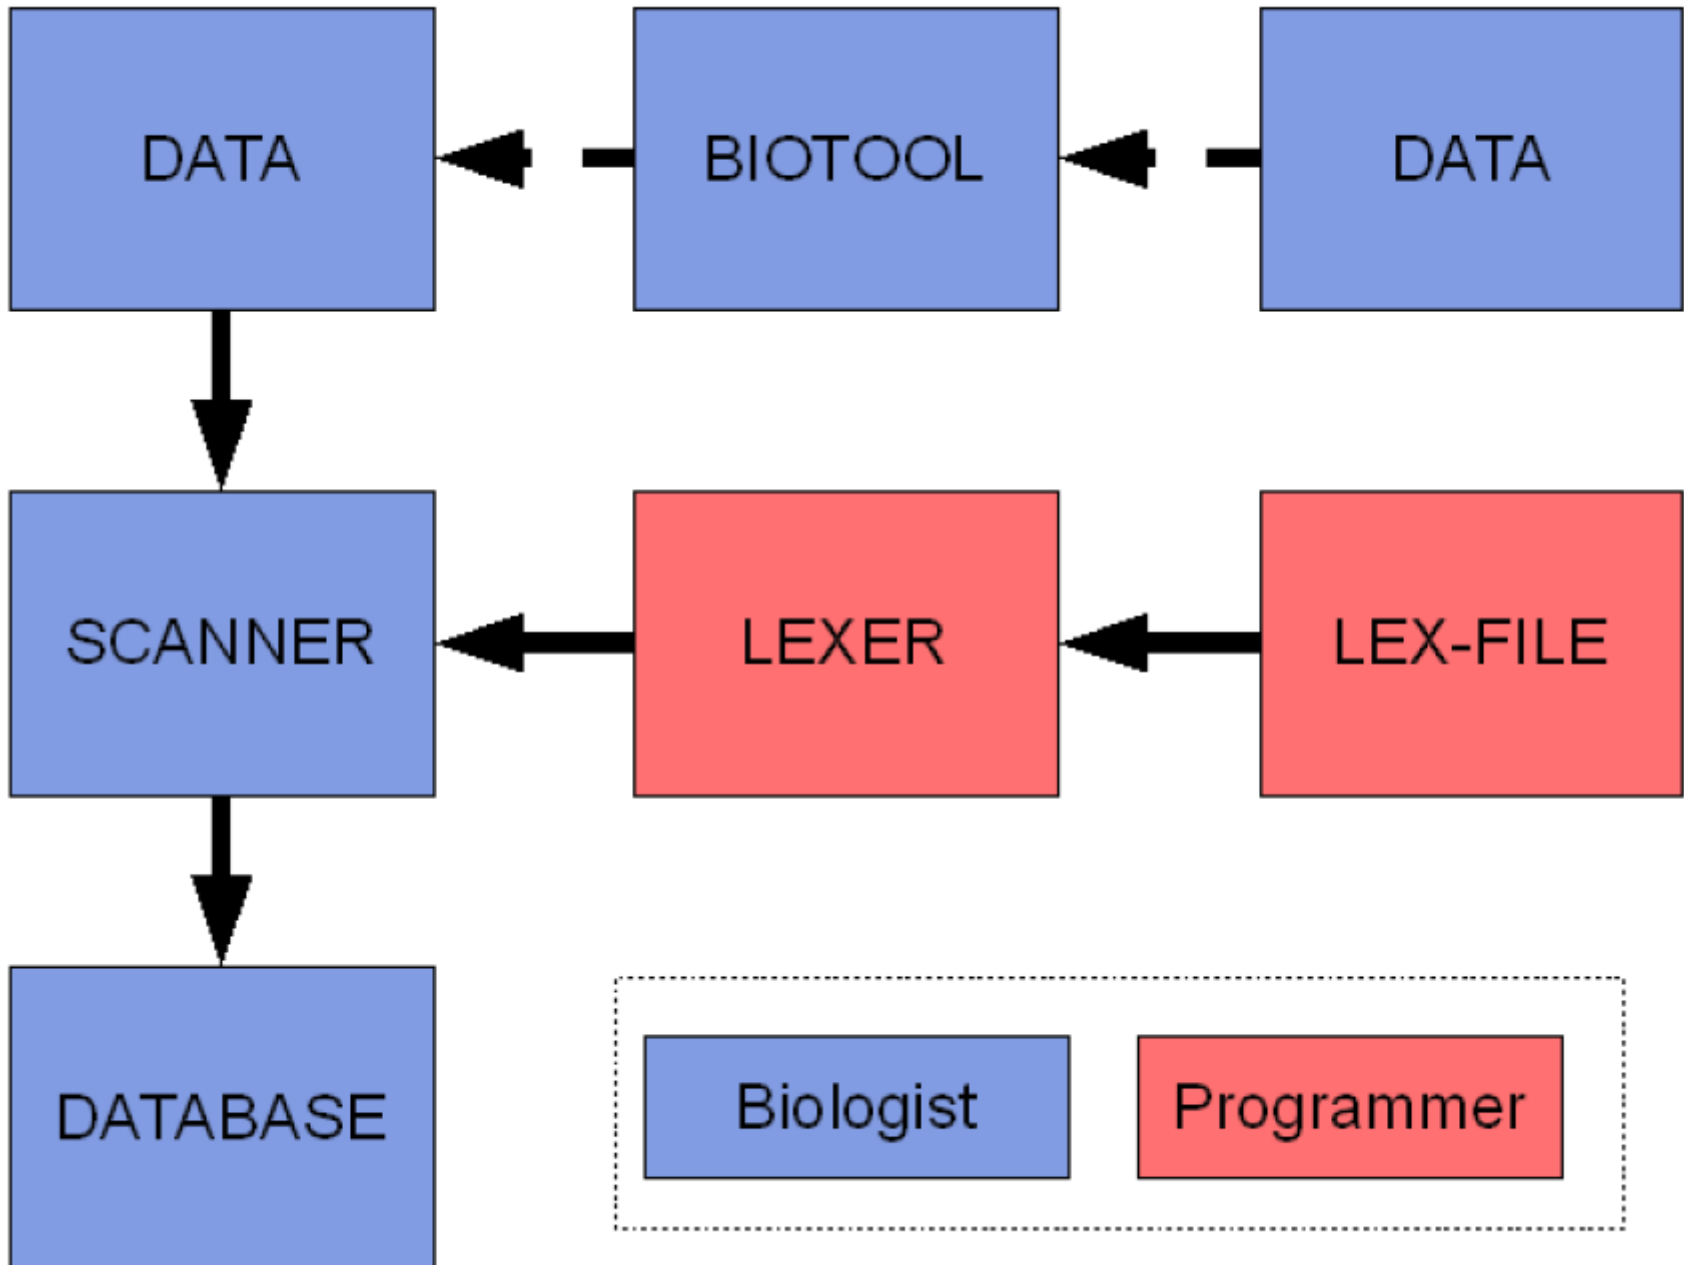 DATA
BIOTOOL
DATA
SCANNER
LEXER
LEX-FILE
DATABASE
Biologist
Programmer